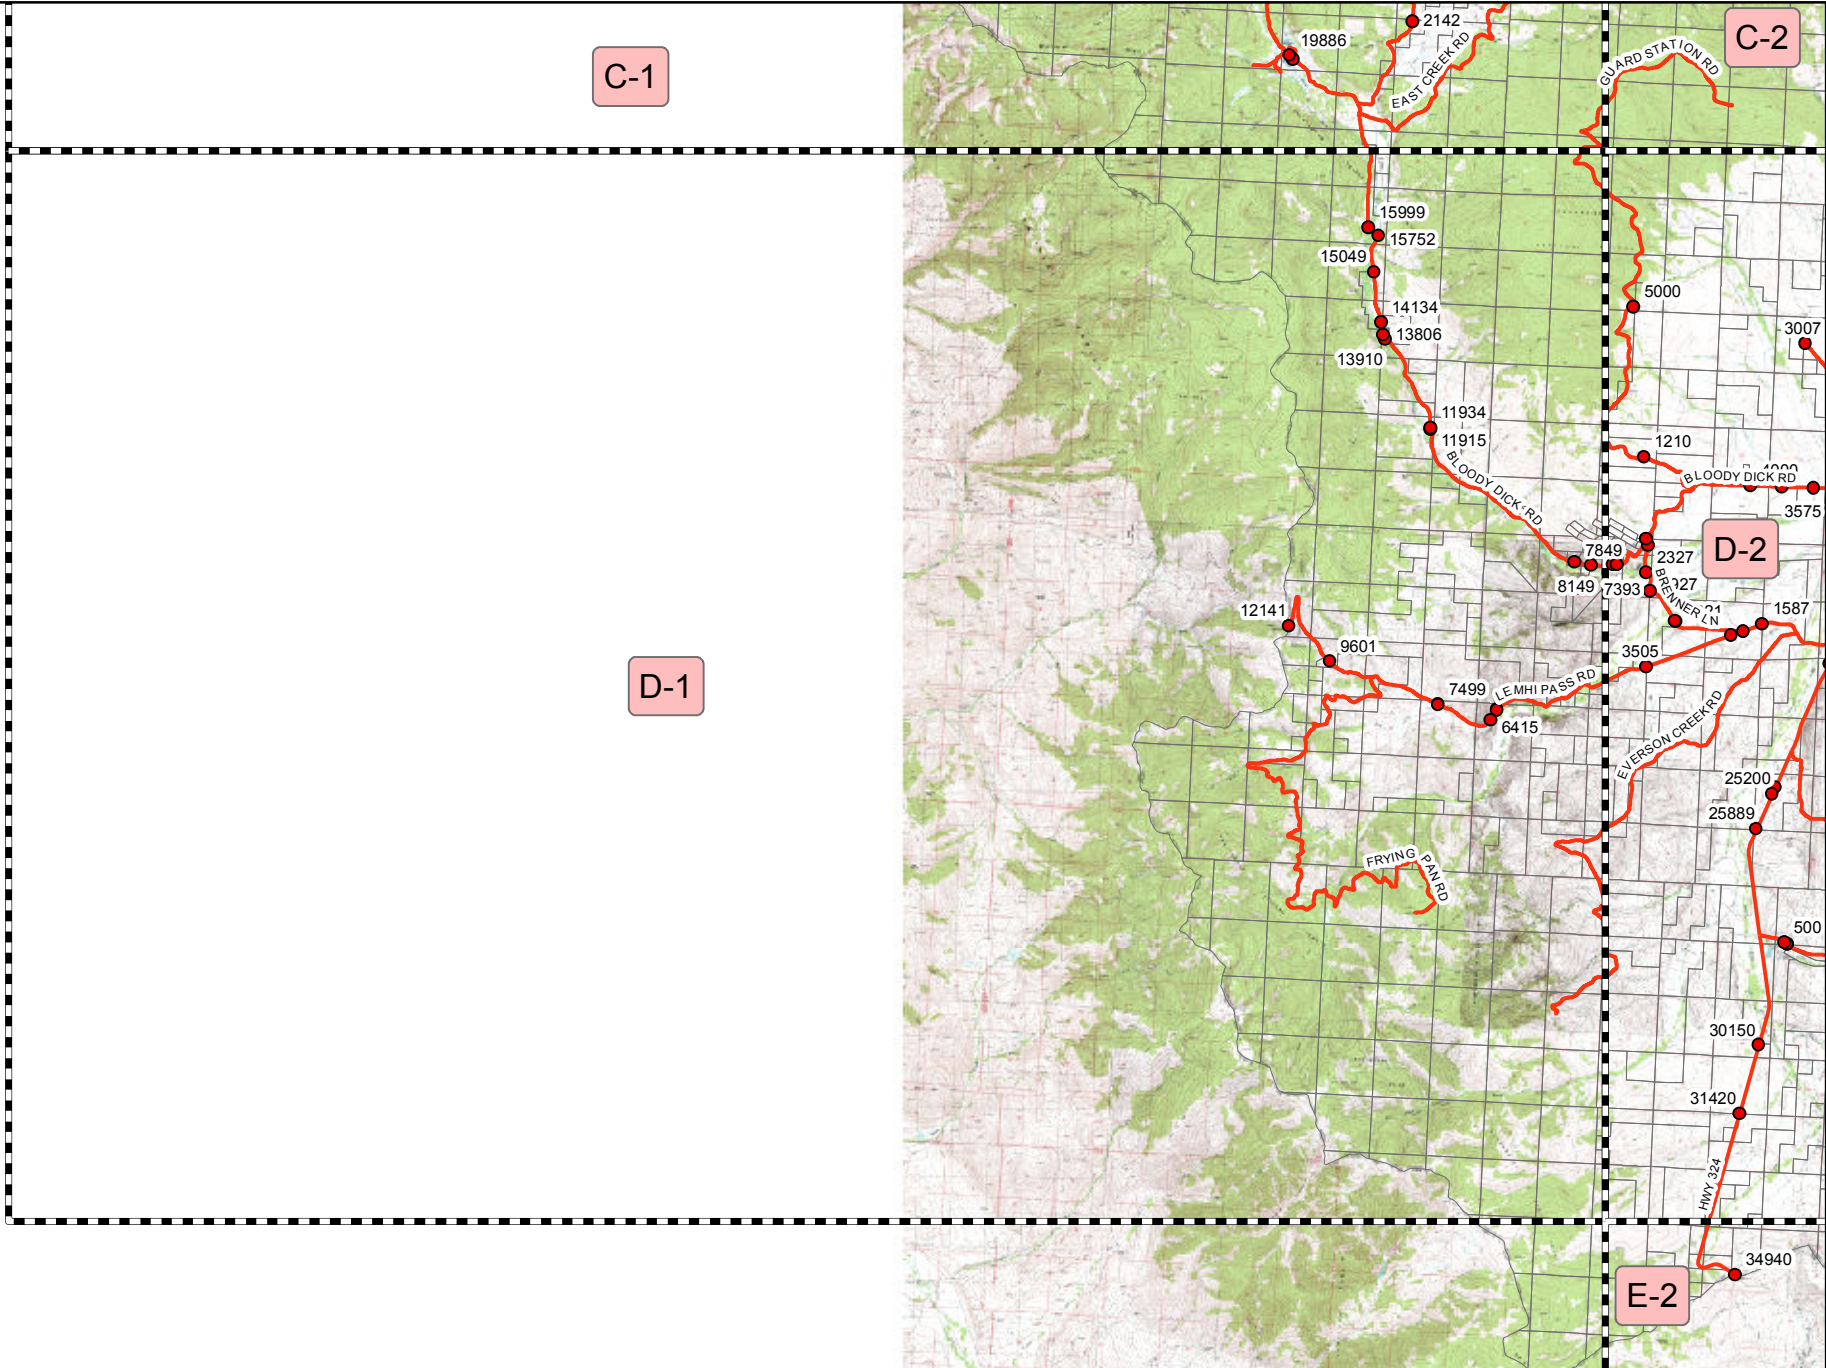 2142
C-2
19886
EAST CREEK RD
GUARD STATION RD
C-1
15999
15752
15049
5000
14134
3007
13806
13910
11934
11915
1210
BLOODY DICK RD
BLOODY DICK RD
3575
7849
2327
D-2
8149
7393
BRENNER LN
12141
1587
9601
3505
D-1
LEMHI PASS RD
7499
6415
EVERSON CREEK RD
25200
25889
FRYING PAN RD
500
30150
31420
HWY 324
34940
E-2